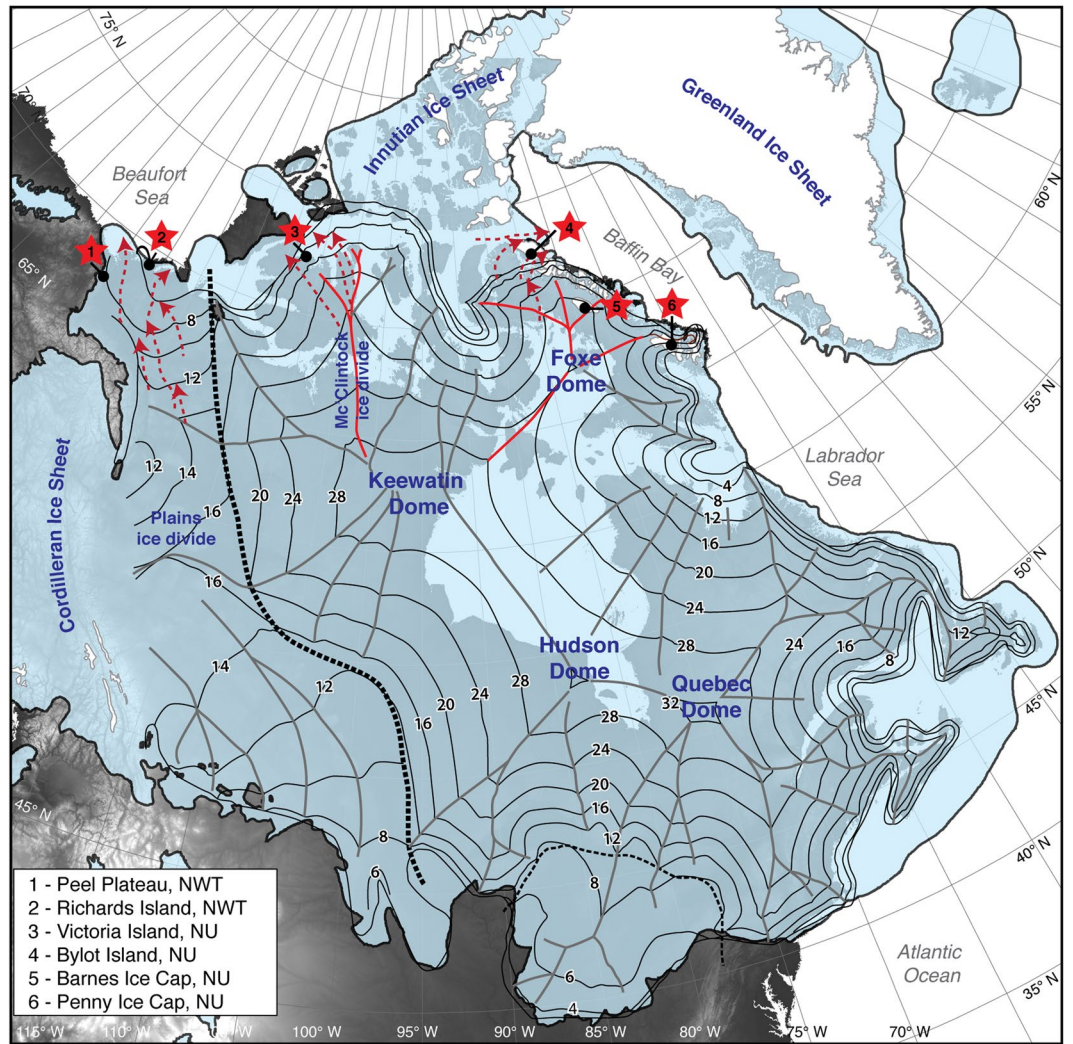 75° N
70° N
Beaufort
Sea
Innutian Ice Sheet
Greenland Ice Sheet
60° N
1
2
3
4
Baffin Bay
65° N
5
6
8
12
Mc Clintock
ice divide
Foxe
Dome
55° N
Cordilleran Ice Sheet
12
14
16
20
24
28
Keewatin
Dome
Labrador
Sea
4
8
12
16
20
24
28
Plains
ice divide
16
50° N
14
12
16
20
24
28
Hudson
Dome
Quebec
Dome
32
24
16
8
12
45° N
28
24
20
16
12
8
6
4
45° N
8
6
40° N
Atlantic
Ocean
35° N
1 - Peel Plateau, NWT
2 - Richards Island, NWT
3 - Victoria Island, NU
4 - Bylot Island, NU
5 - Barnes Ice Cap, NU
6 - Penny Ice Cap, NU
115° W
110° W
100° W
95° W
90° W
85° W
80° W
75° W
70° W